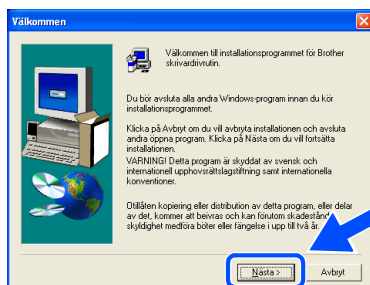 Välkommen
Välkommen till installationsprogrammet för Brother
skrivardrivrutin.
Du bör avsluta alla andra Windows-program innan du kör
installationsprogrammet.
Klicka på Avbryt om du vill avbryta installationen och avsluta
andra öppna program. Klicka på Nästa om du vill fortsätta
installationen.
VARNING! Detta program är skyddat av svensk och
internationell upphovsrättslagstiftning samt internationella
konventioner.
Otillåten kopiering eller distribution av detta program, eller delar
av det, kommer att beivras och kan förutom skadestånd
skyldighet medföra böter eller fängelse i upp till två år.
Nästa >
Avbryt